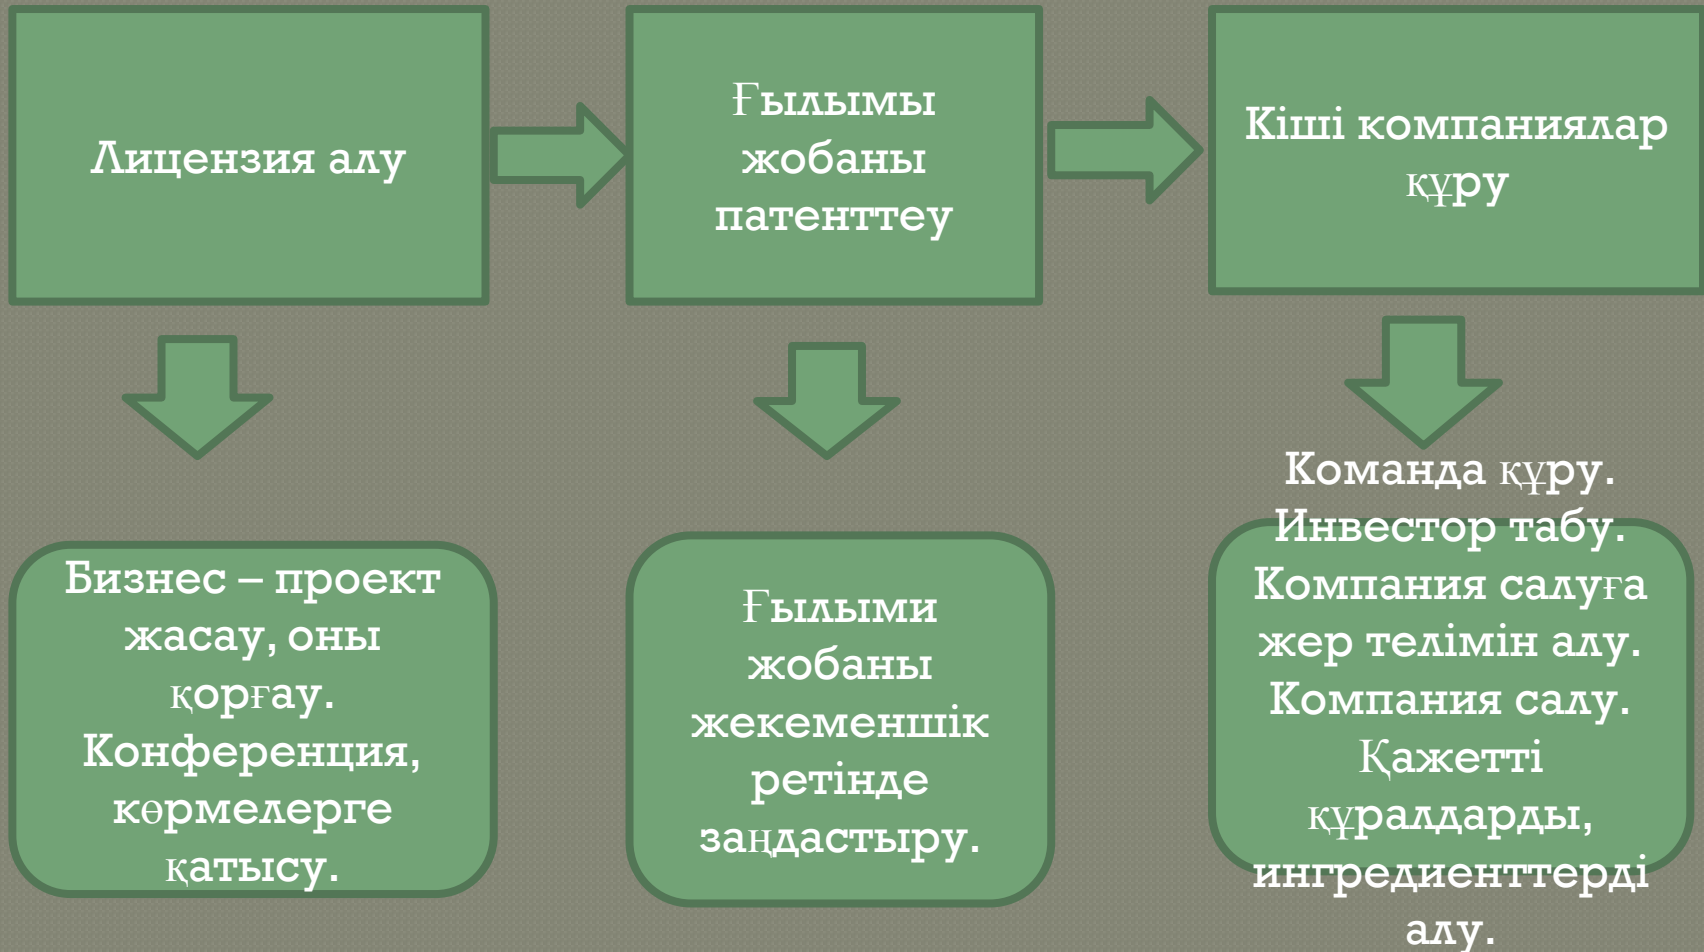 Лицензия алу
Ғылымы
жобаны
патенттеу
Кіші компаниялар
құру
Бизнес – проект
жасау, оны
қорғау.
Конференция,
көрмелерге
қатысу.
Ғылыми
жобаны
жекеменшік
ретінде
заңдастыру.
Команда құру.
Инвестор табу.
Компания салуға
жер телімін алу.
Компания салу.
Қажетті
құралдарды,
ингредиенттерді
алу.